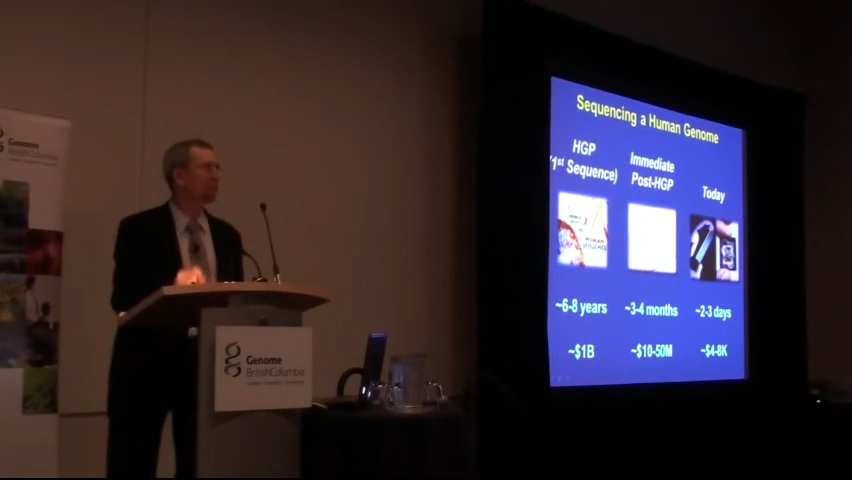 Genome
BritishColumbia
Sequencing a Human Genome
HGP
(1st Sequence)
Immediate
Post-HGP
Today
HUMAN
~6-8 years
~3-4 months
~2-3 days
~$1B
~$10-50M
~$4-8K
Genome
BritishColumbia